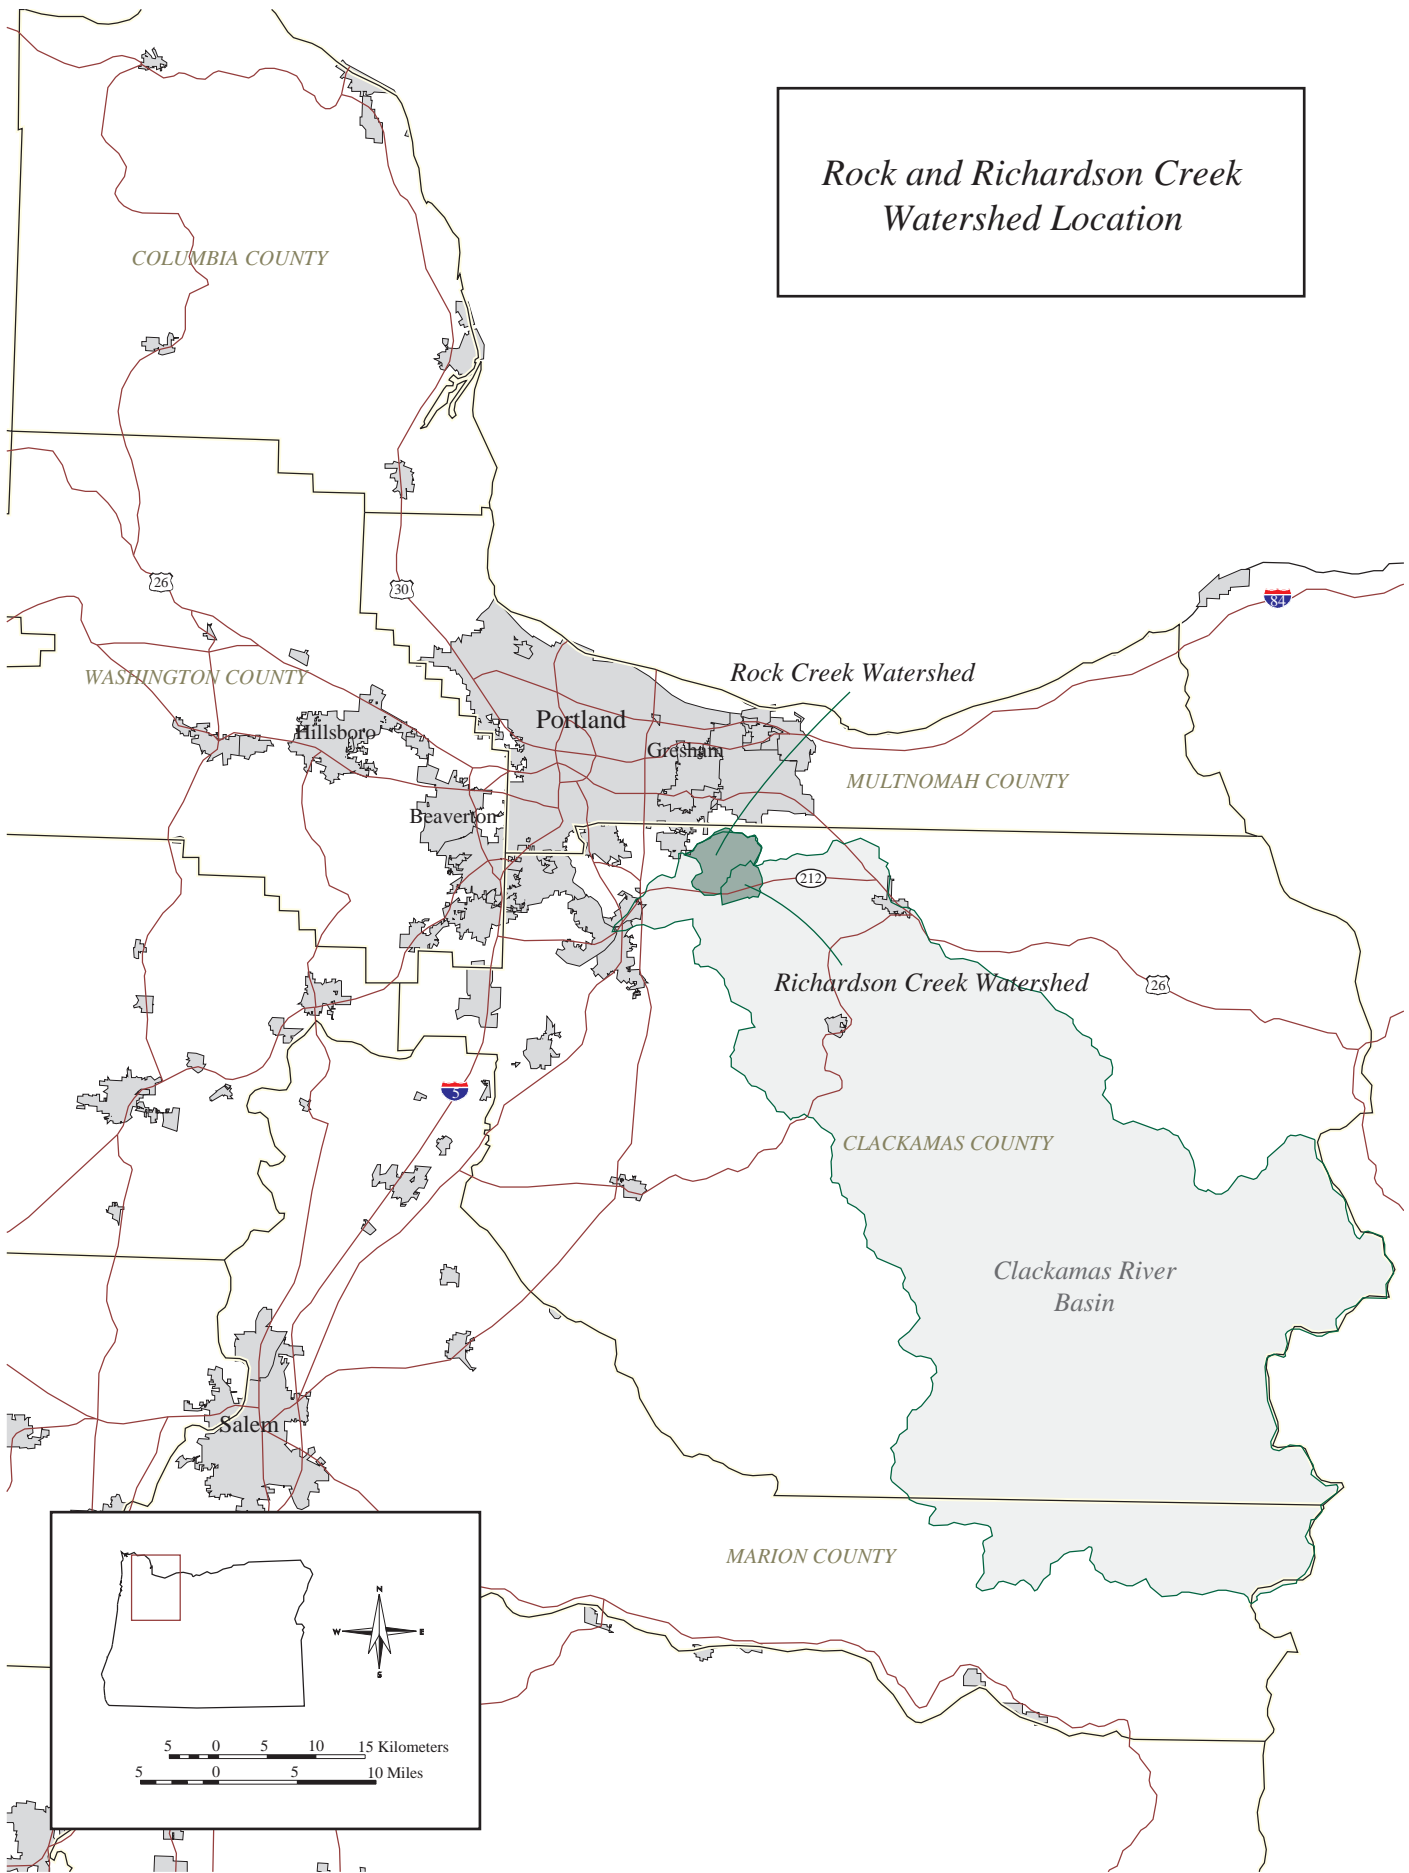 Rock and Richardson Creek
Watershed Location
COLUMBIA COUNTY
26
30
84
WASHINGTON COUNTY
Rock Creek Watershed
Portland
Hillsboro
Gresham
MULTNOMAH COUNTY
Beaverton
212
Richardson Creek Watershed
26
5
CLACKAMAS COUNTY
Clackamas River
Basin
Salem
MARION COUNTY
N
W E
S
5 0 5 10 15 Kilometers
5 0 5 10 Miles